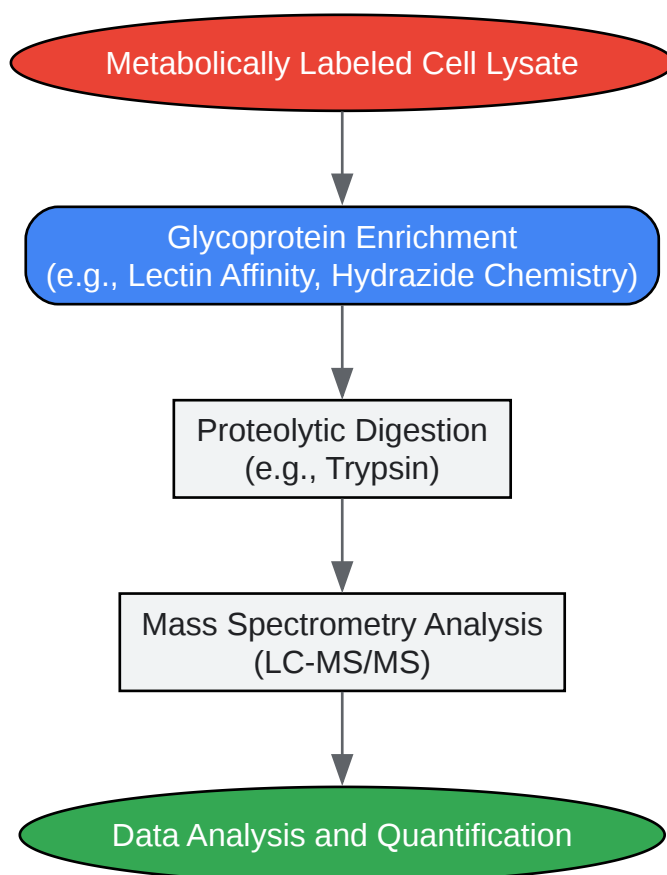 Metabolically Labeled Cell Lysate
Glycoprotein Enrichment
(e.g., Lectin Affinity, Hydrazide Chemistry)
Proteolytic Digestion
(e.g., Trypsin)
Mass Spectrometry Analysis
(LC-MS/MS)
Data Analysis and Quantification